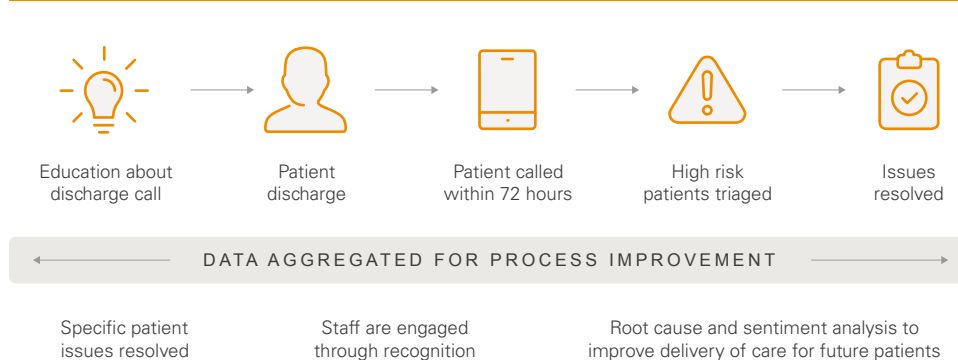 Education about
discharge call
Patient
discharge
Patient called
within 72 hours
High risk
patients triaged
Issues
resolved
DATA AGGREGATED FOR PROCESS IMPROVEMENT
Specific patient
issues resolved
Staff are engaged
through recognition
Root cause and sentiment analysis to
improve delivery of care for future patients